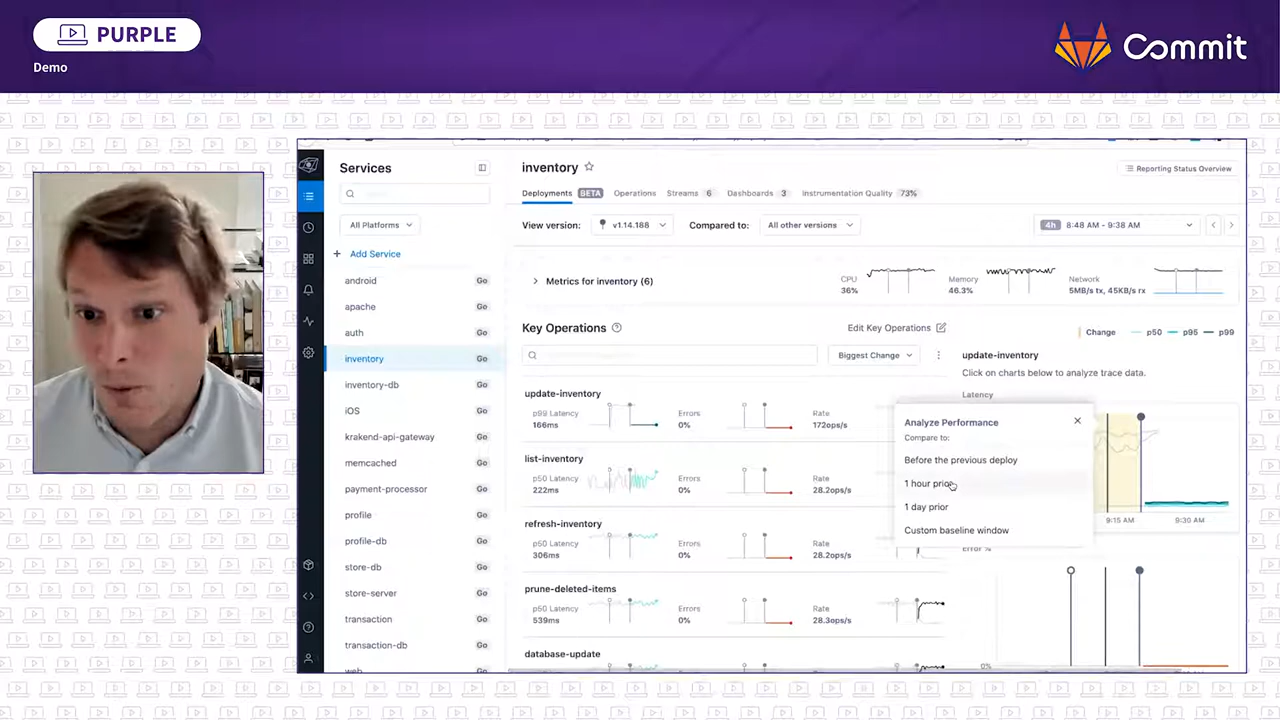 PURPLE
Demo
Commit
Services
All Platforms
+ Add Service
android Go
apache Go
auth Go
inventory Go
inventory-db Go
iOS Go
krakend-api-gateway Go
memcached Go
payment-processor Go
profile Go
profile-db Go
store-db Go
store-server Go
transaction Go
transaction-db Go
web
inventory
Reporting Status Overview
Deployments BETA Operations Streams 6 Dashboards 3 Instrumentation Quality 73%
View version: v1.14.188 Compared to: All other versions 4h 8:48 AM - 9:38 AM
Metrics for inventory (6)
CPU
36%
Memory
46.3%
Network
5MB/s tx, 45KB/s rx
Key Operations
Edit Key Operations
Change p50 p95 p99
Biggest Change
update-inventory
p99 Latency
166ms
Errors
0%
Rate
172ops/s
list-inventory
p50 Latency
222ms
Errors
0%
Rate
28.2ops/s
refresh-inventory
p50 Latency
306ms
Errors
0%
Rate
28.2ops/s
prune-deleted-items
p50 Latency
539ms
Errors
0%
Rate
28.3ops/s
database-update
p50 Latency
Errors
Rate
update-inventory
Click on charts below to analyze trace data.
Latency
Analyze Performance
Compare to:
Before the previous deploy
1 hour prior
1 day prior
Custom baseline window
9:15 AM 9:30 AM
Error %
0%